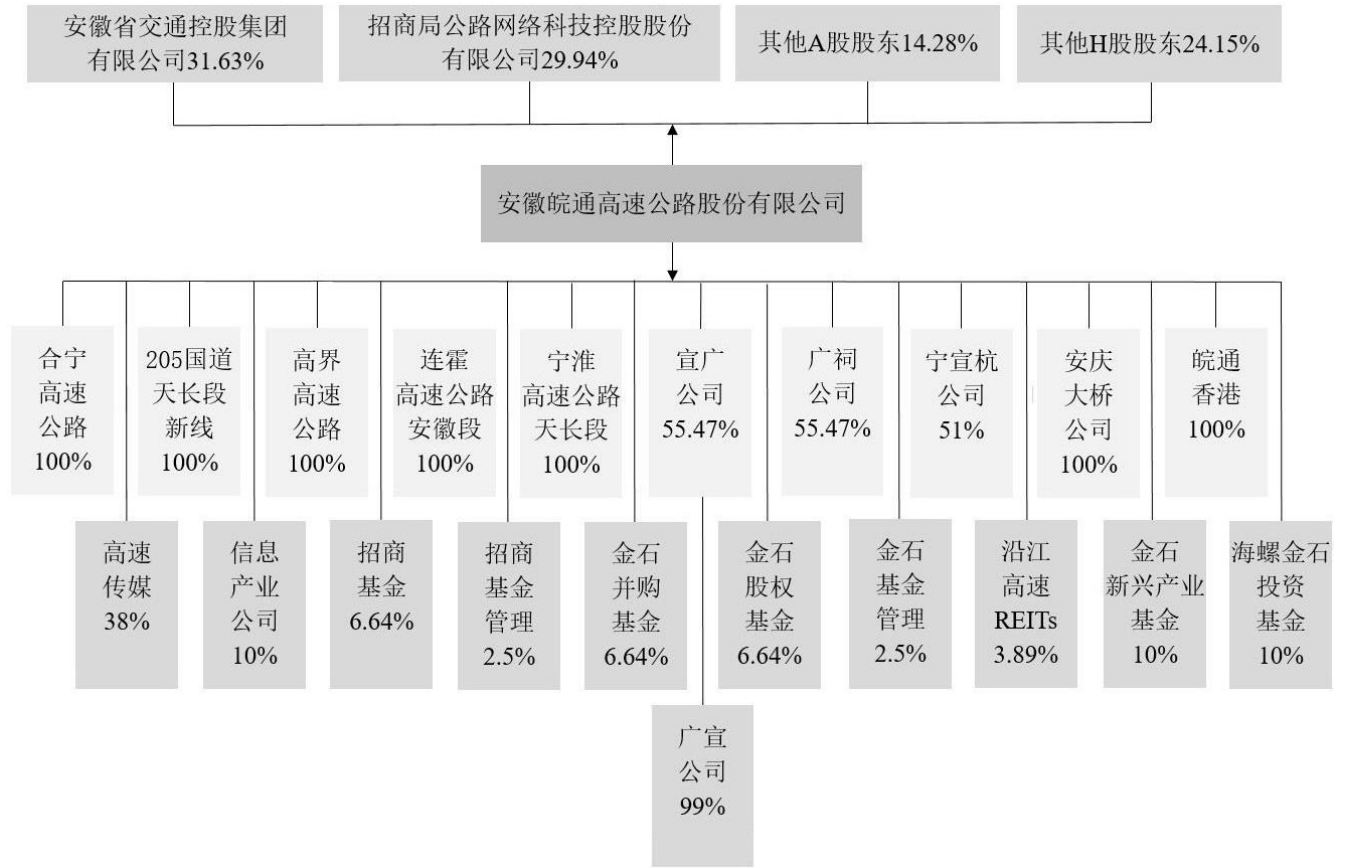 安徽省交通控股集团
有限公司31.63%
招商局公路网络科技控股股份
有限公司29.94%
其他A股股东14.28%
其他H股股东24.15%
安徽皖通高速公路股份有限公司
合宁
高速
公路
100%
205国道
天长段
新线
100%
高界
高速
公路
100%
连霍
高速公路
安徽段
100%
宁淮
高速公路
天长段
100%
宣广
公司
55.47%
广祠
公司
55.47%
宁宣杭
公司
51%
安庆
大桥
公司
100%
皖通
香港
100%
高速
传媒
38%
信息
产业
公司
10%
招商
基金
6.64%
招商
基金
管理
2.5%
金石
并购
基金
6.64%
金石
股权
基金
6.64%
金石
基金
管理
2.5%
沿江
高速
REITs
3.89%
金石
新兴产业
基金
10%
海螺金石
投资
基金
10%
广宣
公司
99%